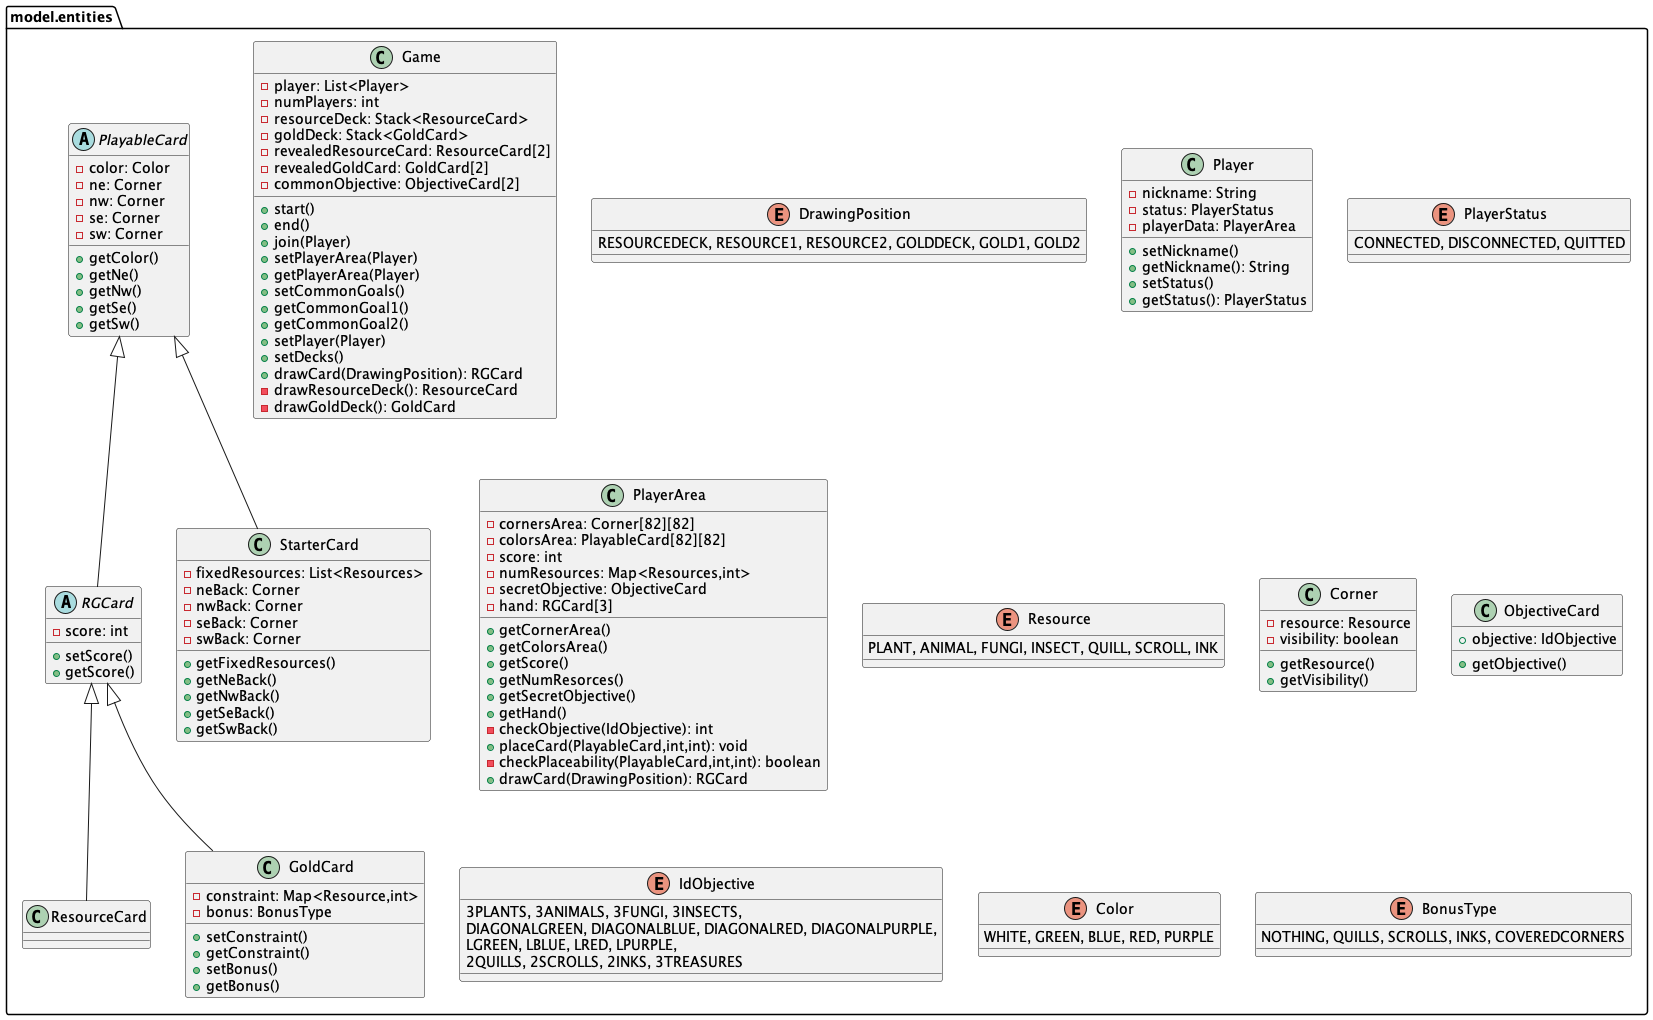 model.entities
C Game
player: List<Player>
numPlayers: int
resourceDeck: Stack<ResourceCard>
goldDeck: Stack<GoldCard>
revealedResourceCard: ResourceCard[2]
revealedGoldCard: GoldCard[2]
commonObjective: ObjectiveCard[2]
start()
end()
join(Player)
setPlayerArea(Player)
getPlayerArea(Player)
setCommonGoals()
getCommonGoal1()
getCommonGoal2()
setPlayer(Player)
setDecks()
drawCard(DrawingPosition): RGCard
drawResourceDeck(): ResourceCard
drawGoldDeck(): GoldCard
A PlayableCard
color: Color
ne: Corner
nw: Corner
se: Corner
sw: Corner
getColor()
getNe()
getNw()
getSe()
getSw()
E DrawingPosition
RESOURCEDECK, RESOURCE1, RESOURCE2, GOLDDECK, GOLD1, GOLD2
C Player
nickname: String
status: PlayerStatus
playerData: PlayerArea
setNickname()
getNickname(): String
setStatus()
getStatus(): PlayerStatus
E PlayerStatus
CONNECTED, DISCONNECTED, QUITTED
A RGCard
score: int
setScore()
getScore()
C StarterCard
fixedResources: List<Resources>
neBack: Corner
nwBack: Corner
seBack: Corner
swBack: Corner
getFixedResources()
getNeBack()
getNwBack()
getSeBack()
getSwBack()
C PlayerArea
cornersArea: Corner[82][82]
colorsArea: PlayableCard[82][82]
score: int
numResources: Map<Resources,int>
secretObjective: ObjectiveCard
hand: RGCard[3]
getCornerArea()
getColorsArea()
getScore()
getNumResorces()
getSecretObjective()
getHand()
checkObjective(IdObjective): int
placeCard(PlayableCard,int,int): void
checkPlaceability(PlayableCard,int,int): boolean
drawCard(DrawingPosition): RGCard
E Resource
PLANT, ANIMAL, FUNGI, INSECT, QUILL, SCROLL, INK
C Corner
resource: Resource
visibility: boolean
getResource()
getVisibility()
C ObjectiveCard
objective: IdObjective
getObjective()
C ResourceCard
C GoldCard
constraint: Map<Resource,int>
bonus: BonusType
setConstraint()
getConstraint()
setBonus()
getBonus()
E IdObjective
3PLANTS, 3ANIMALS, 3FUNGI, 3INSECTS,
DIAGONALGREEN, DIAGONALBLUE, DIAGONALRED, DIAGONALPURPLE,
LGREEN, LBLUE, LRED, LPURPLE,
2QUILLS, 2SCROLLS, 2INKS, 3TREASURES
E Color
WHITE, GREEN, BLUE, RED, PURPLE
E BonusType
NOTHING, QUILLS, SCROLLS, INKS, COVEREDCORNERS